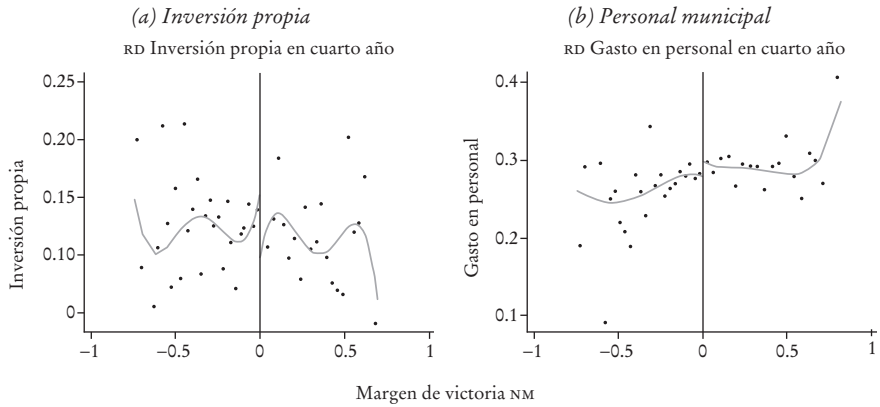 (a) Inversión propia
RD Inversión propia en cuarto año
0.25
0.20
0.15
0.10
0
Inversión propia
−1
−0.5
0
0.5
1
(b) Personal municipal
RD Gasto en personal en cuarto año
0.4
0.3
0.2
0.1
Gasto en personal
−1
−0.5
0
0.5
1
Margen de victoria NM